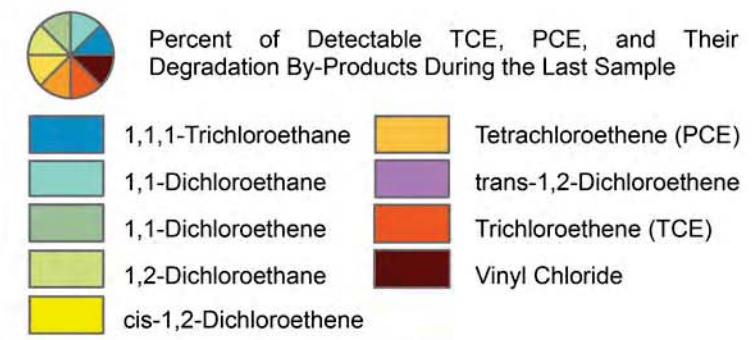 Percent of Detectable TCE, PCE, and Their
Degradation By-Products During the Last Sample
1,1,1-Trichloroethane
1,1-Dichloroethane
1,1-Dichloroethene
1,2-Dichloroethane
cis-1,2-Dichloroethene
Tetrachloroethene (PCE)
trans-1,2-Dichloroethene
Trichloroethene (TCE)
Vinyl Chloride